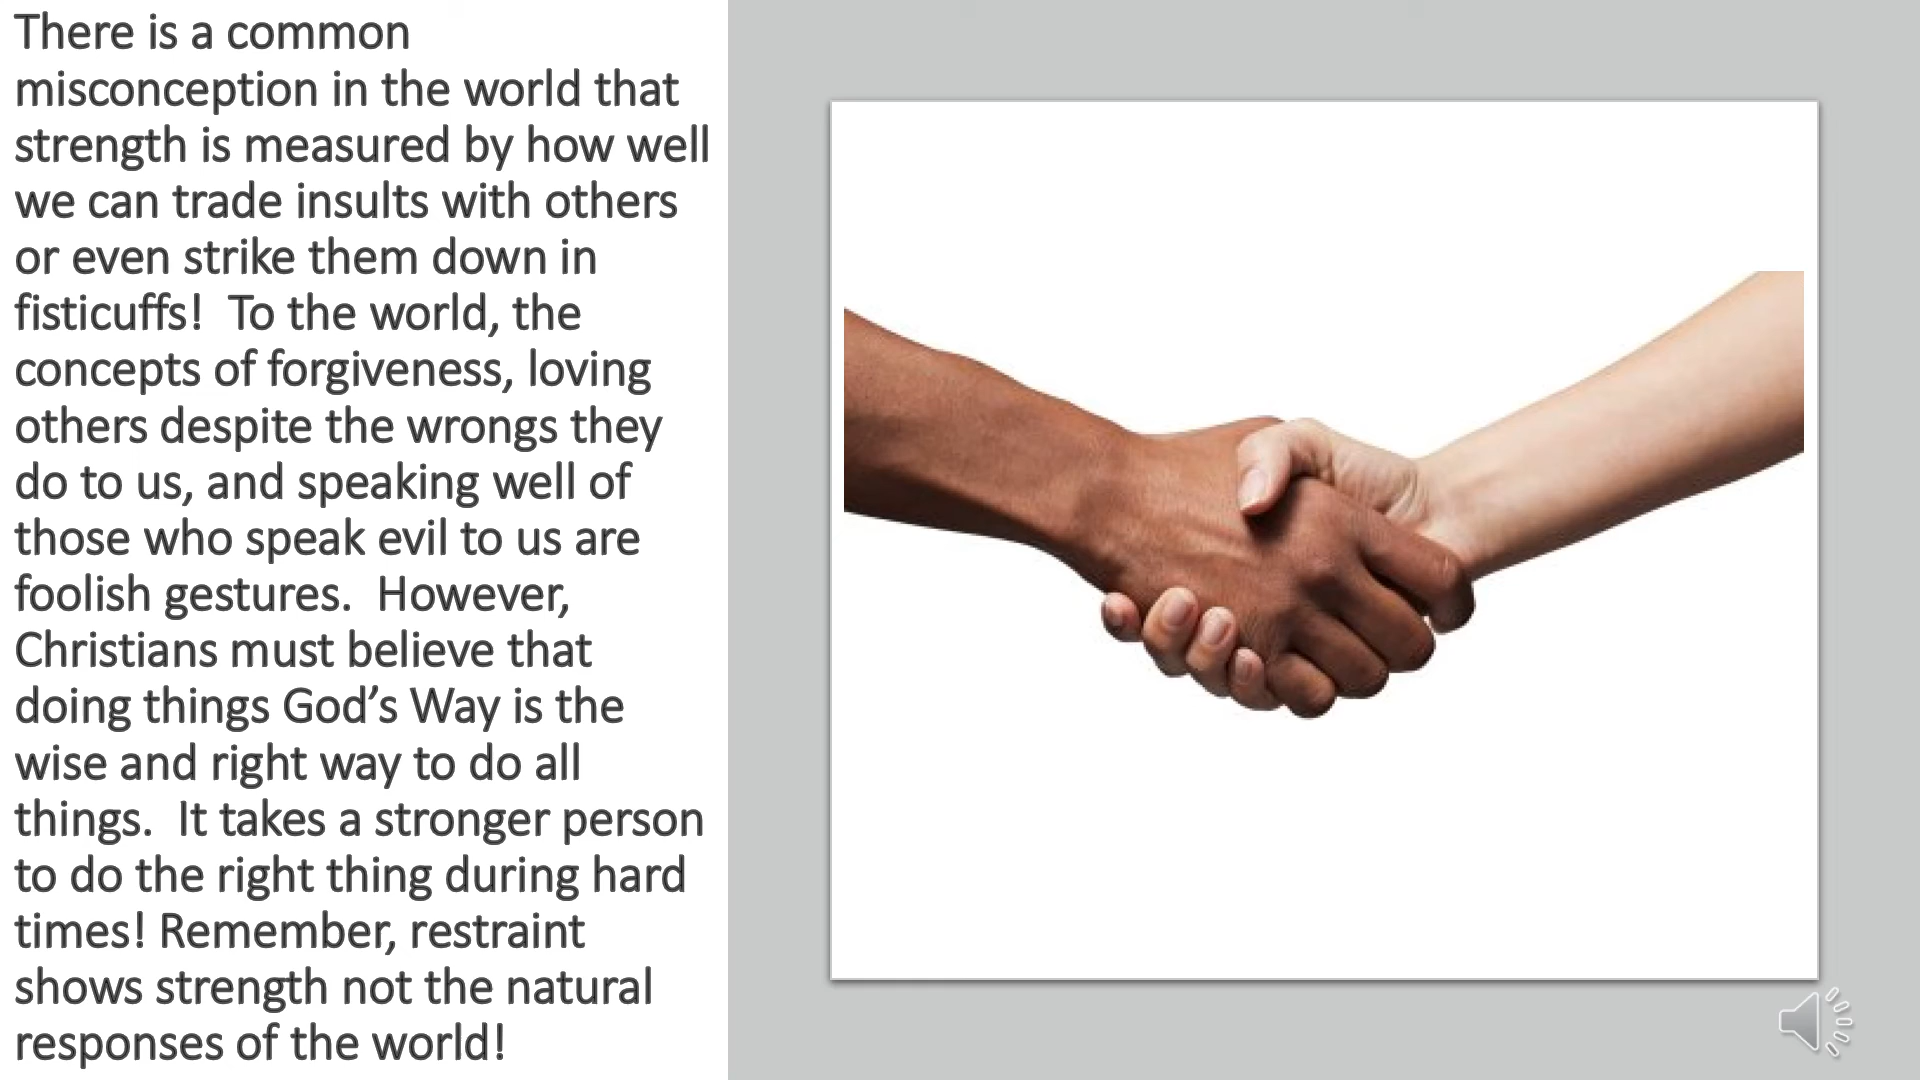 There is a common
misconception in the world that
strength is measured by how well
we can trade insults with others
or even strike them down in
fisticuffs!  To the world, the
concepts of forgiveness, loving
others despite the wrongs they
do to us, and speaking well of
those who speak evil to us are
foolish gestures.  However,
Christians must believe that
doing things God’s Way is the
wise and right way to do all
things.  It takes a stronger person
to do the right thing during hard
times! Remember, restraint
shows strength not the natural
responses of the world!